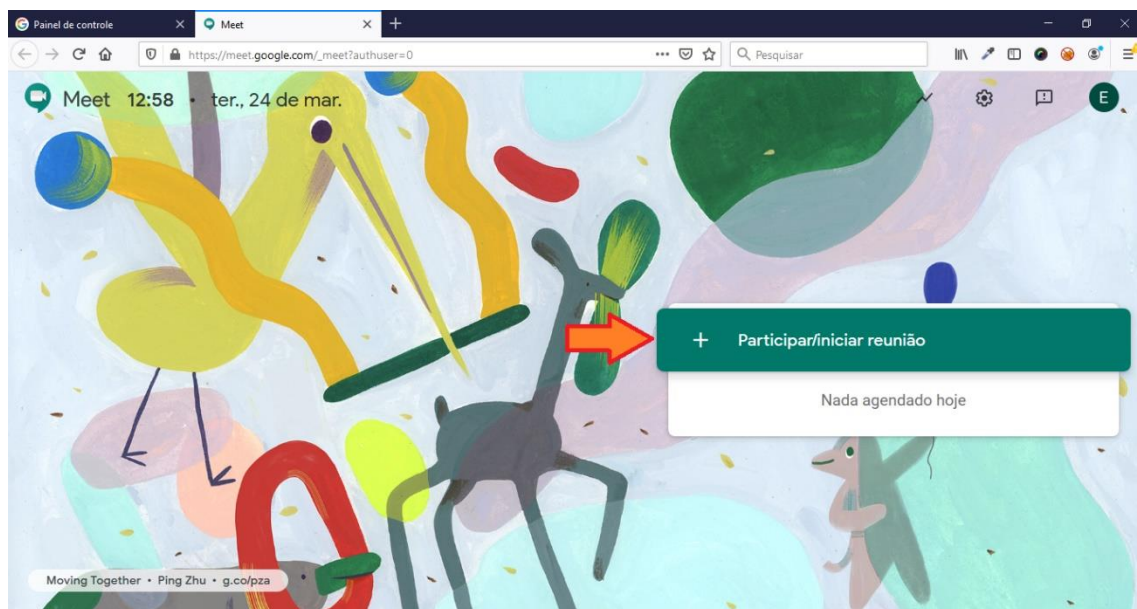 Painel de controle
Meet
https://meet.google.com/_meet?authuser=0
Pesquisar
Meet 12:58 • ter., 24 de mar.
E
+ Participar/iniciar reunião
Nada agendado hoje
Moving Together • Ping Zhu • g.co/pza